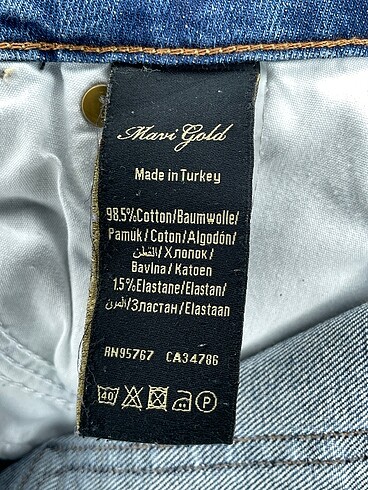 Mavi Gold
Made in Turkey
98.5%Cotton/Baumwolle/
Pamuk/Coton/Algodón/
القطن/Хлопок/
Bavlna/Katoen
1.5%Elastane/Elastan/
المرن/Эластан/Elastaan
RN95767 CA34786
40 P